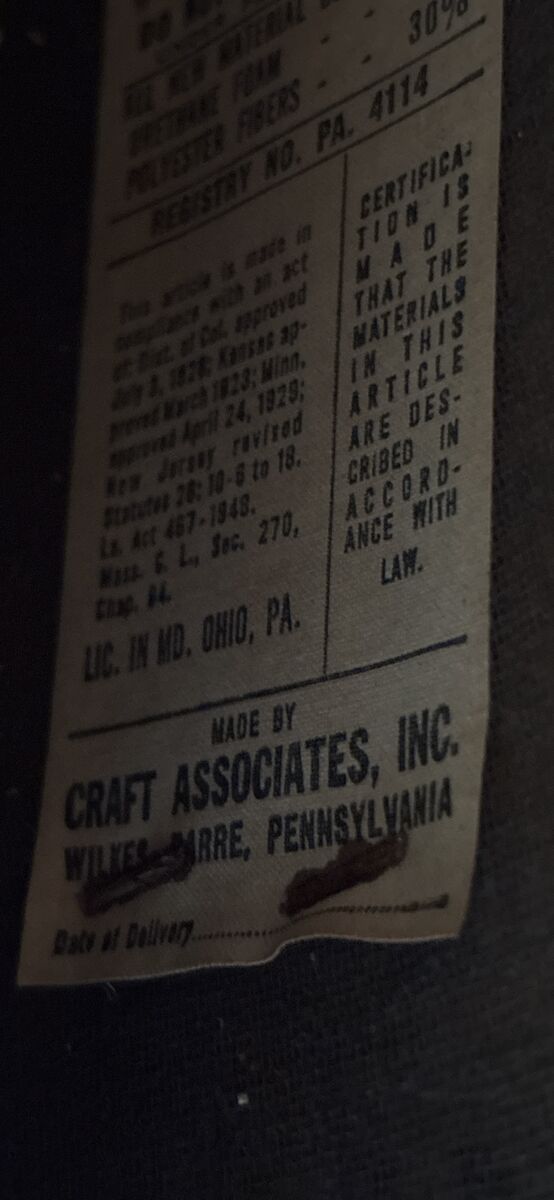 DO NOT
ALL NEW MATERIAL
URETHANE FOAM - -
POLYESTER FIBERS - - 30%
REGISTRY NO. PA. 4114
This article is made in
compliance with an act
of: Dist. of Col. approved
July 3, 1926; Kansas ap-
proved March 1923; Minn.
approved April 24, 1929;
New Jersey revised
Statutes 26: 10-6 to 18.
La. Act 467-1948.
Mass. G. L., Sec. 270,
Chap. 94.
LIC. IN MD. OHIO, PA.
CERTIFICA-
TION IS
MADE
THAT THE
MATERIALS
IN THIS
ARTICLE
ARE DES-
CRIBED IN
ACCORD-
ANCE WITH
LAW.
MADE BY
CRAFT ASSOCIATES, INC.
WILKES BARRE, PENNSYLVANIA
Date of Delivery